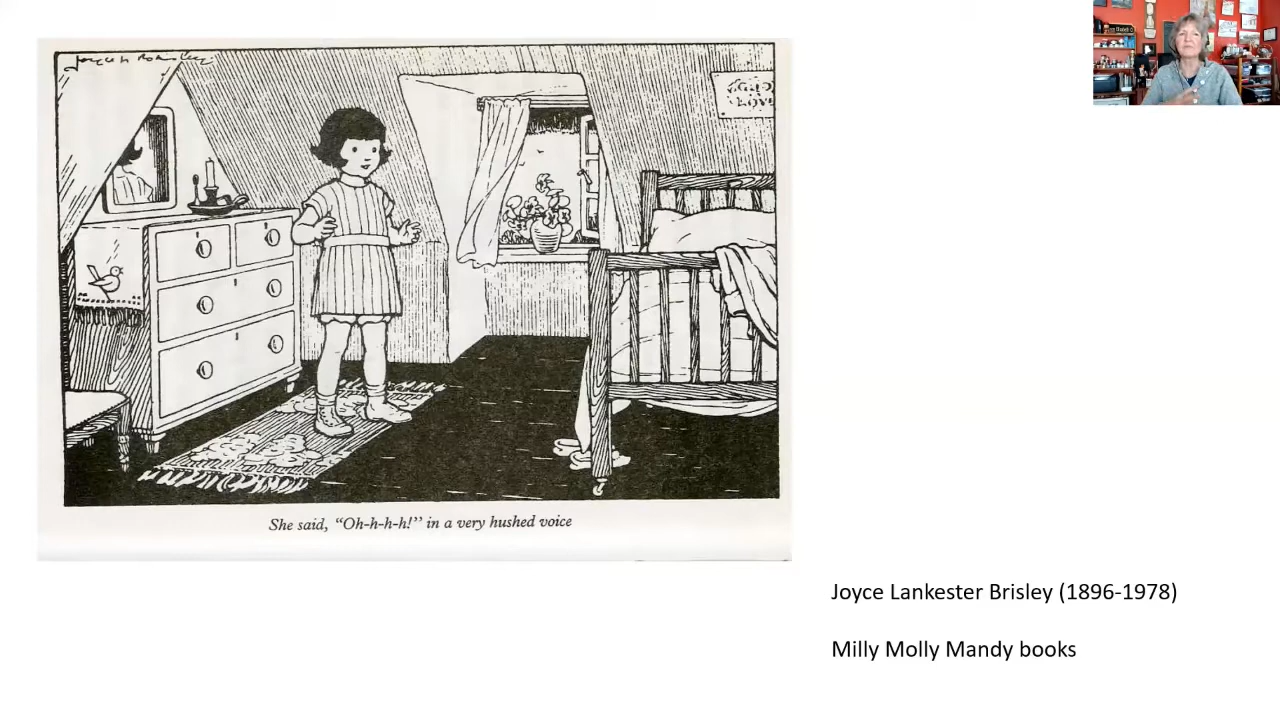 She said, “Oh-h-h-h!” in a very hushed voice
Joyce Lankester Brisley (1896-1978)
Milly Molly Mandy books